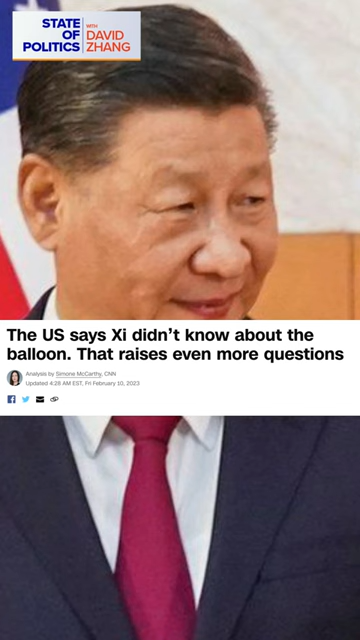 STATE
OF
POLITICS
WITH
DAVID
ZHANG
The US says Xi didn't know about the
balloon. That raises even more questions
Analysis by Simone McCarthy, CNN
Updated 4:28 AM EST, Fri February 10, 2023